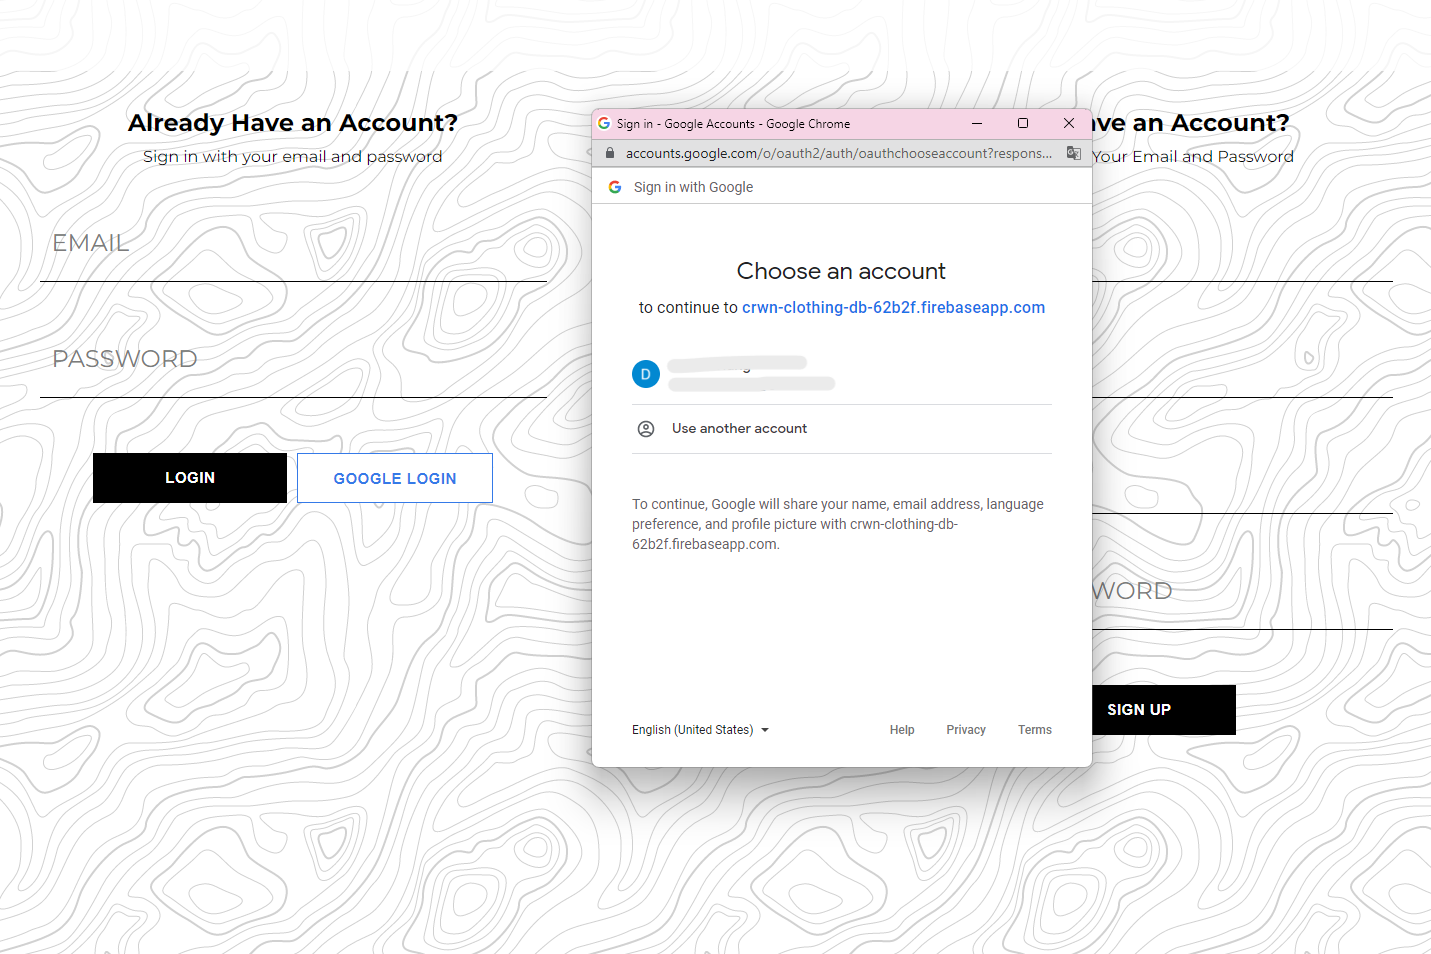 Already Have an Account?
Sign in with your email and password
EMAIL
PASSWORD
LOGIN
GOOGLE LOGIN
Sign in - Google Accounts - Google Chrome
accounts.google.com/o/oauth2/auth/oauthchooseaccount?respons...
Sign in with Google
Choose an account
to continue to crwn-clothing-db-62b2f.firebaseapp.com
D
Use another account
To continue, Google will share your name, email address, language
preference, and profile picture with crwn-clothing-db-
62b2f.firebaseapp.com.
English (United States)
Help
Privacy
Terms
ve an Account?
Your Email and Password
WORD
SIGN UP